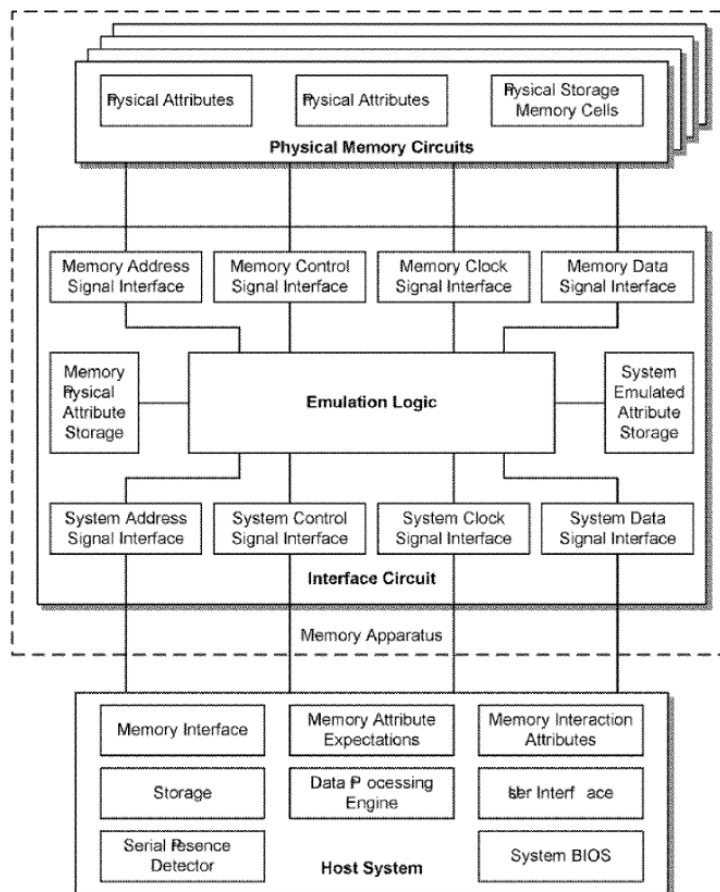 Physical Attributes
Physical Attributes
Physical Storage
Memory Cells
Physical Memory Circuits
Memory Address
Signal Interface
Memory Control
Signal Interface
Memory Clock
Signal Interface
Memory Data
Signal Interface
Memory
Physical
Attribute
Storage
Emulation Logic
System
Emulated
Attribute
Storage
System Address
Signal Interface
System Control
Signal Interface
System Clock
Signal Interface
System Data
Signal Interface
Interface Circuit
Memory Apparatus
Memory Interface
Memory Attribute
Expectations
Memory Interaction
Attributes
Storage
Data Processing
Engine
User Interf ace
Serial Presence
Detector
Host System
System BIOS